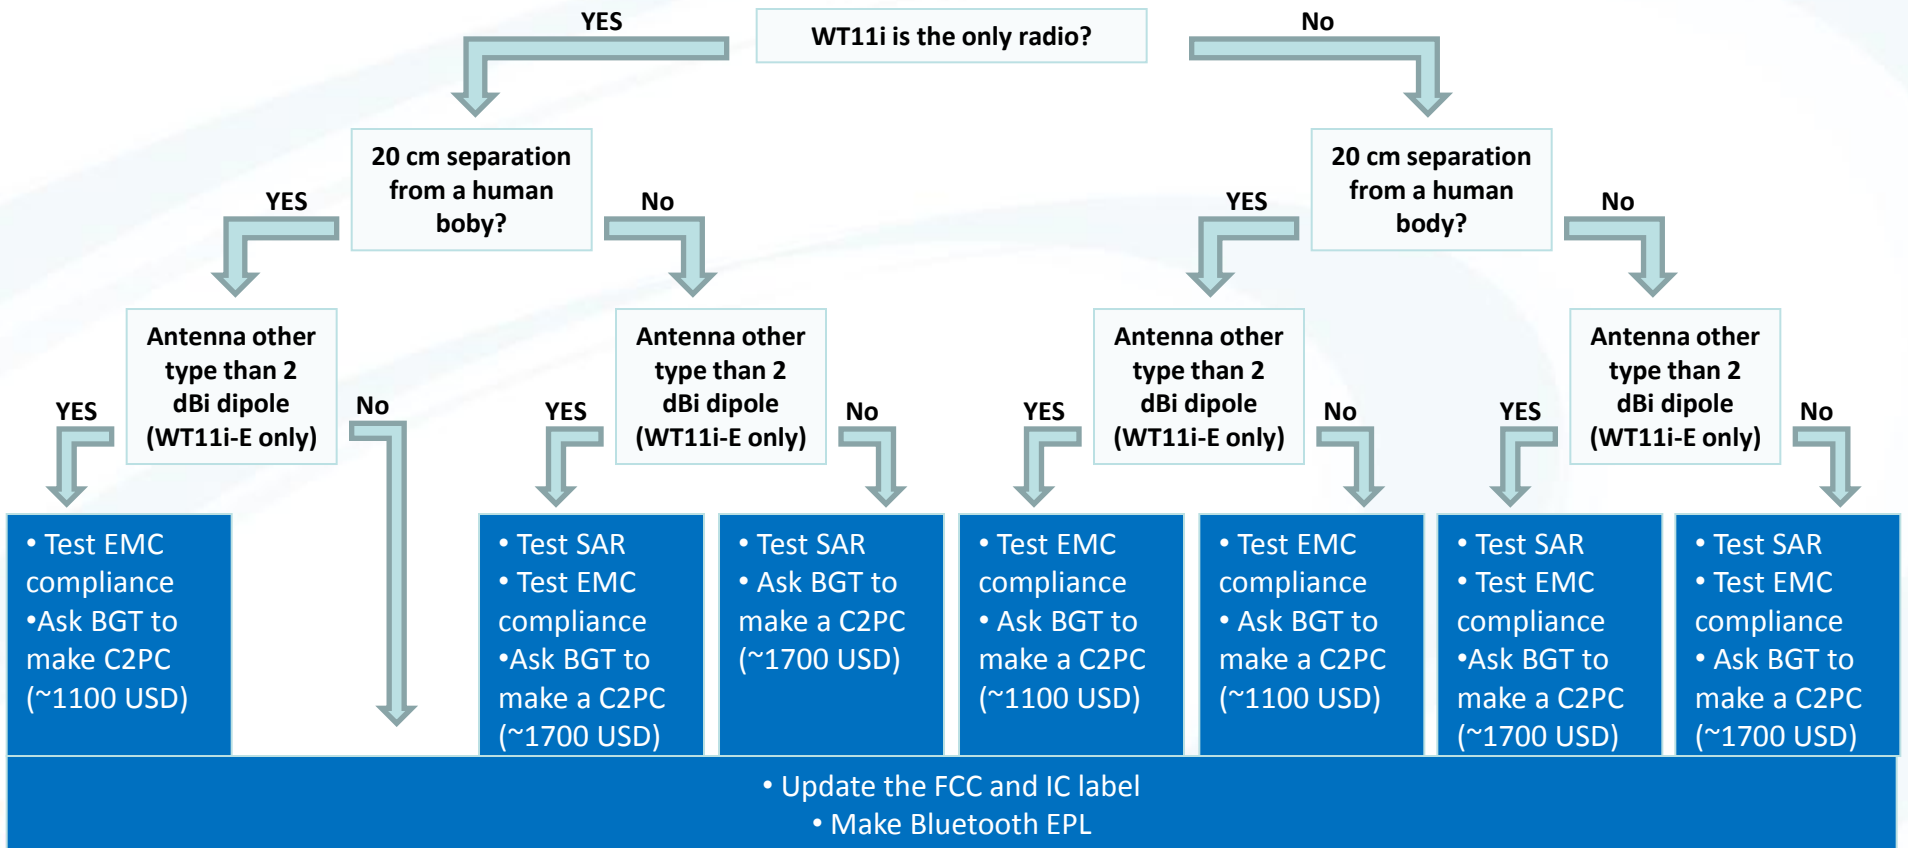 YES
WT11i is the only radio?
No
20 cm separation
from a human
boby?
20 cm separation
from a human
body?
YES
No
YES
No
Antenna other
type than 2
dBi dipole
(WT11i-E only)
Antenna other
type than 2
dBi dipole
(WT11i-E only)
Antenna other
type than 2
dBi dipole
(WT11i-E only)
Antenna other
type than 2
dBi dipole
(WT11i-E only)
YES
No
YES
No
YES
No
YES
No
• Test EMC
compliance
•Ask BGT to
make C2PC
(~1100 USD)
• Test SAR
• Test EMC
compliance
•Ask BGT to
make a C2PC
(~1700 USD)
• Test SAR
• Ask BGT to
make a C2PC
(~1700 USD)
• Test EMC
compliance
• Ask BGT to
make a C2PC
(~1100 USD)
• Test EMC
compliance
• Ask BGT to
make a C2PC
(~1100 USD)
• Test SAR
• Test EMC
compliance
•Ask BGT to
make a C2PC
(~1700 USD)
• Test SAR
• Test EMC
compliance
• Ask BGT to
make a C2PC
(~1700 USD)
• Update the FCC and IC label
• Make Bluetooth EPL